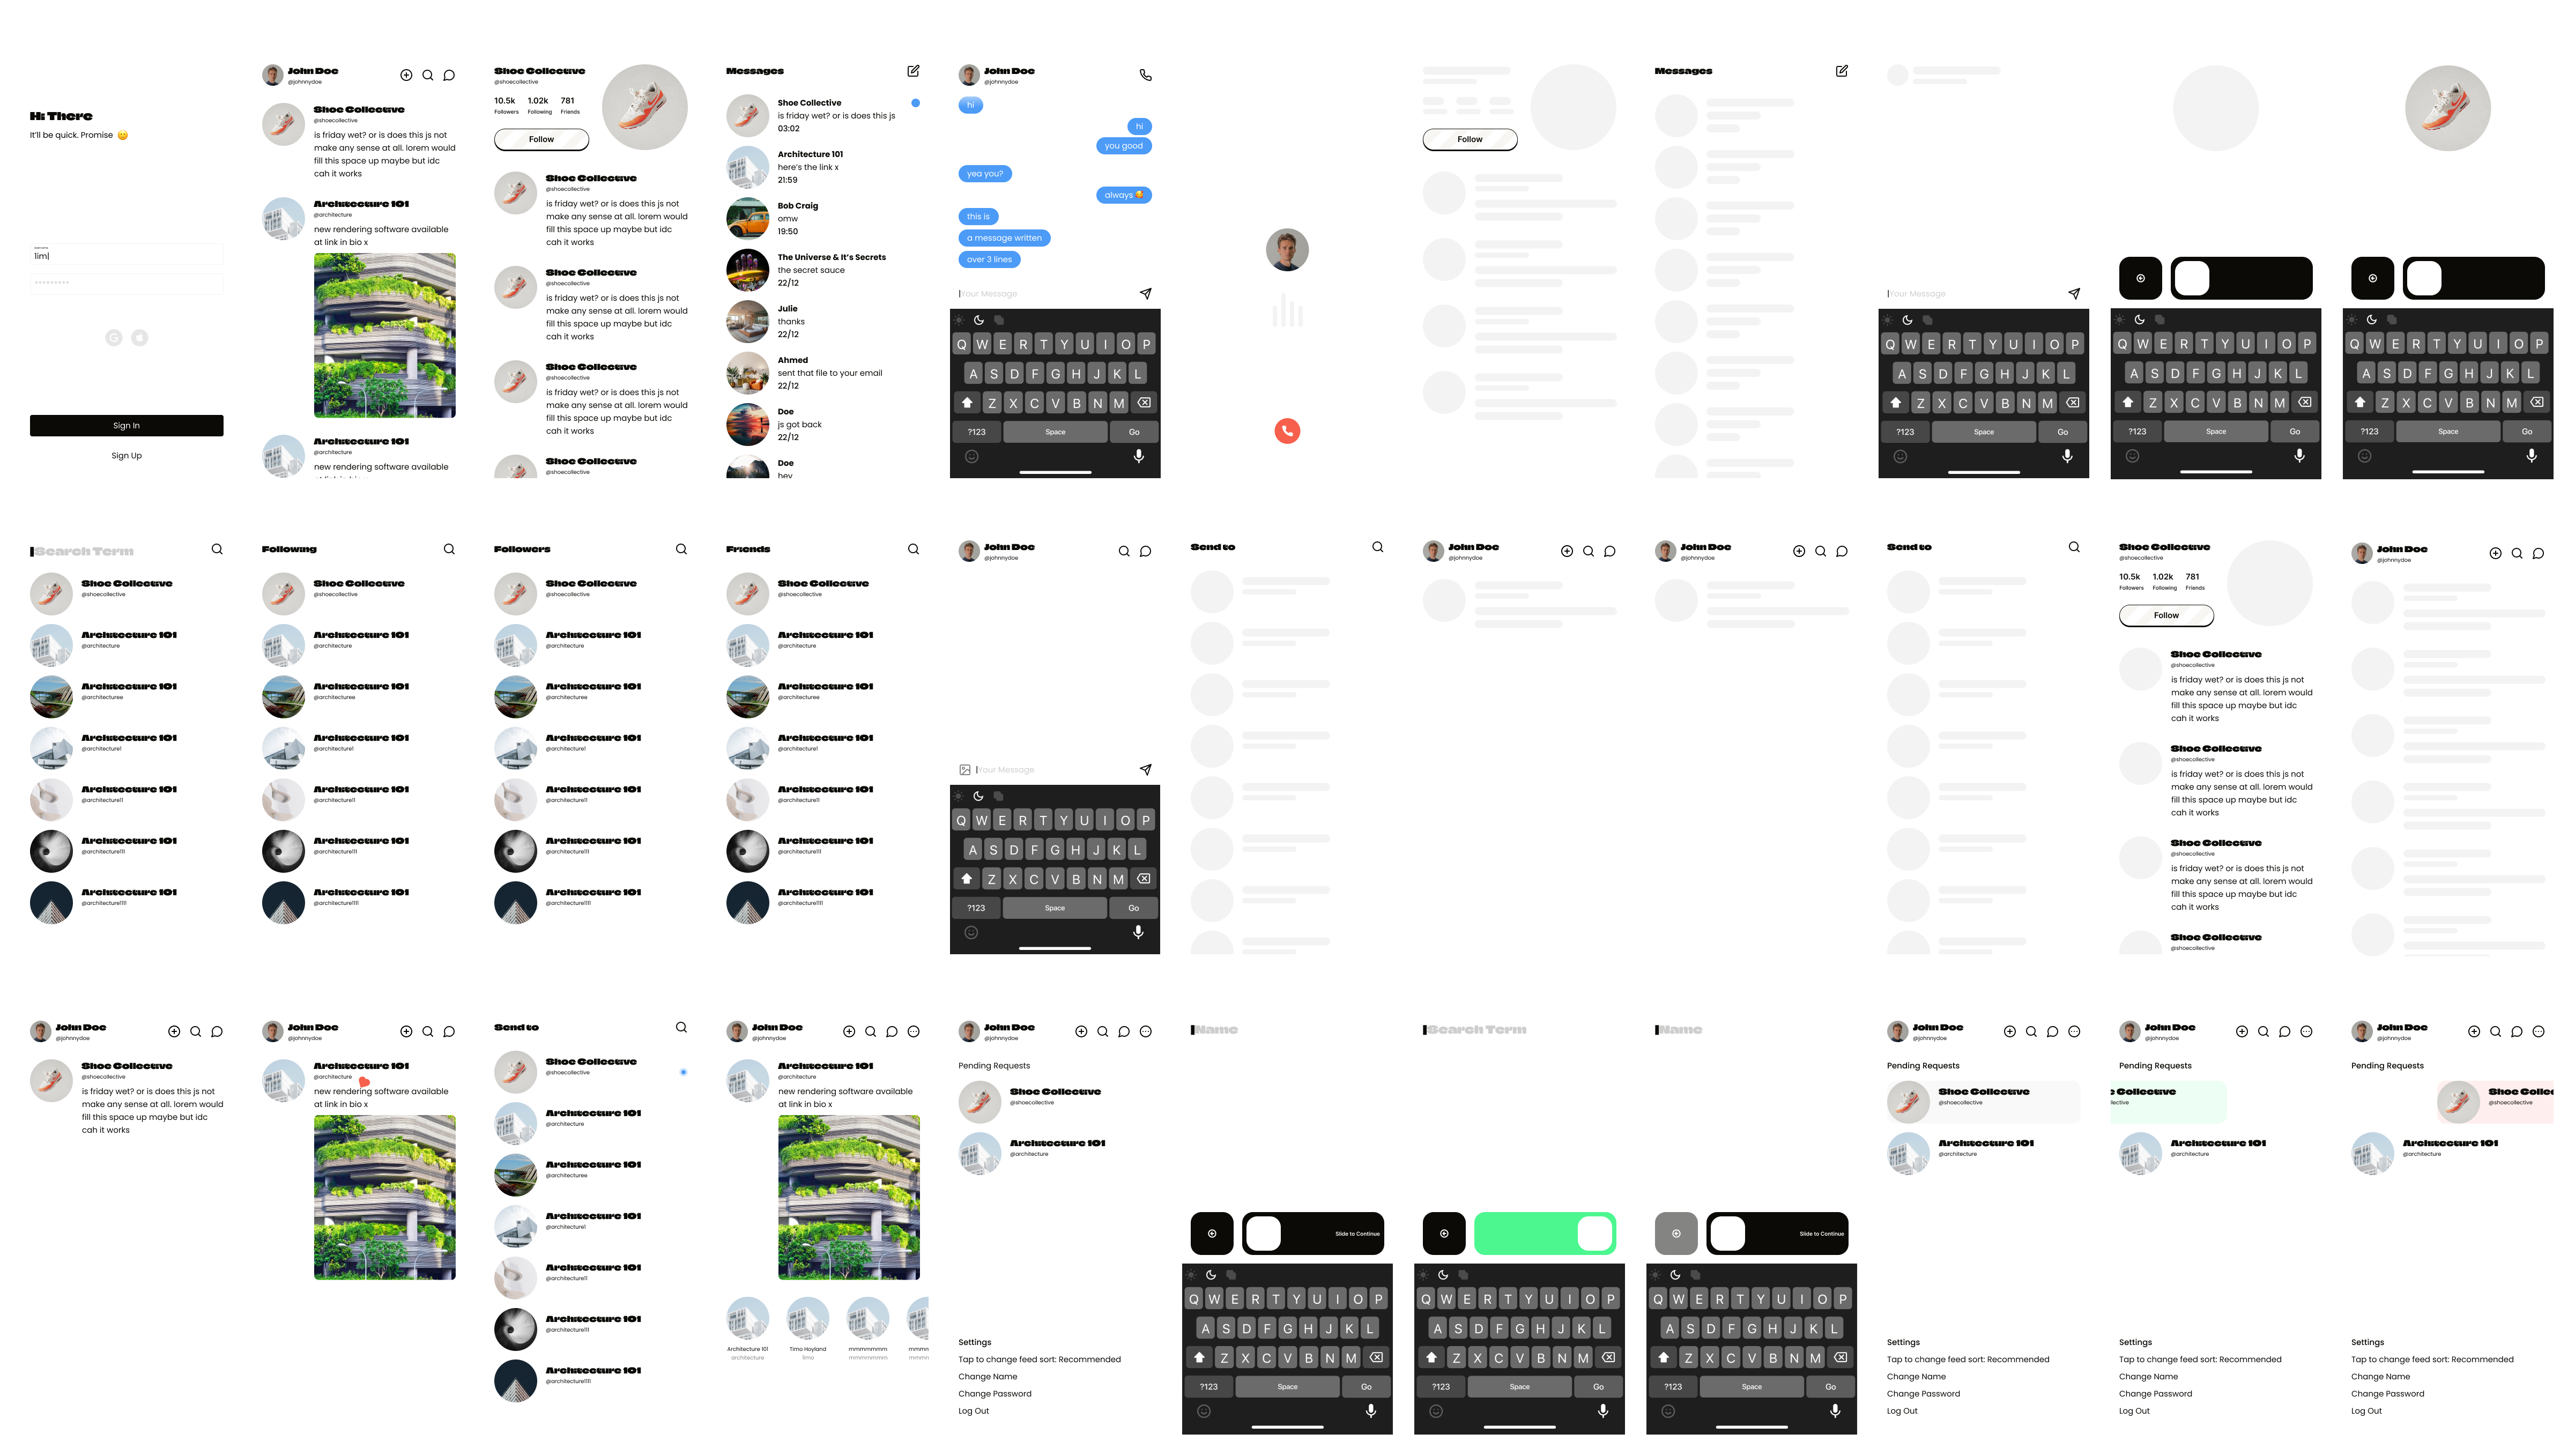 Hi There
It'll be quick. Promise 😊
Username
1im|
*********
Sign In
Sign Up
John Doe
@johnnydoe
Shoe Collective
@shoecollective
is friday wet? or is does this js not
make any sense at all. lorem would
fill this space up maybe but idc
cah it works
Architecture 101
@architecture
new rendering software available
at link in bio x
Architecture 101
@architecture
new rendering software available
Shoe Collective
@shoecollective
10.5k 1.02k 781
Followers Following Friends
Follow
Shoe Collective
@shoecollective
is friday wet? or is does this js not
make any sense at all. lorem would
fill this space up maybe but idc
cah it works
Shoe Collective
@shoecollective
is friday wet? or is does this js not
make any sense at all. lorem would
fill this space up maybe but idc
cah it works
Shoe Collective
@shoecollective
is friday wet? or is does this js not
make any sense at all. lorem would
fill this space up maybe but idc
cah it works
Shoe Collective
@shoecollective
Messages
Shoe Collective
is friday wet? or is does this js
03:02
Architecture 101
here's the link x
21:59
Bob Craig
omw
19:50
The Universe & It's Secrets
the secret sauce
22/12
Julie
thanks
22/12
Ahmed
sent that file to your email
22/12
Doe
js got back
22/12
Doe
hey
John Doe
@johnnydoe
hi
hi
you good
yea you?
always🥰
this is
a message written
over 3 lines
Your Message
Q W E R T Y U I O P
A S D F G H J K L
Z X C V B N M
?123 Space Go
Follow
Messages
Your Message
Q W E R T Y U I O P
A S D F G H J K L
Z X C V B N M
?123 Space Go
Q W E R T Y U I O P
A S D F G H J K L
Z X C V B N M
?123 Space Go
Q W E R T Y U I O P
A S D F G H J K L
Z X C V B N M
?123 Space Go
Search Term
Shoe Collective
@shoecollective
Architecture 101
@architecture
Architecture 101
@architecturee
Architecture 101
@architecture1
Architecture 101
@architecture11
Architecture 101
@architecture111
Architecture 101
@architecture1111
Following
Shoe Collective
@shoecollective
Architecture 101
@architecture
Architecture 101
@architecturee
Architecture 101
@architecture1
Architecture 101
@architecture11
Architecture 101
@architecture111
Architecture 101
@architecture1111
Followers
Shoe Collective
@shoecollective
Architecture 101
@architecture
Architecture 101
@architecturee
Architecture 101
@architecture1
Architecture 101
@architecture11
Architecture 101
@architecture111
Architecture 101
@architecture1111
Friends
Shoe Collective
@shoecollective
Architecture 101
@architecture
Architecture 101
@architecturee
Architecture 101
@architecture1
Architecture 101
@architecture11
Architecture 101
@architecture111
Architecture 101
@architecture1111
John Doe
@johnnydoe
Your Message
Q W E R T Y U I O P
A S D F G H J K L
Z X C V B N M
?123 Space Go
Send to
John Doe
@johnnydoe
John Doe
@johnnydoe
Send to
Shoe Collective
@shoecollective
10.5k 1.02k 781
Followers Following Friends
Follow
Shoe Collective
@shoecollective
is friday wet? or is does this js not
make any sense at all. lorem would
fill this space up maybe but idc
cah it works
Shoe Collective
@shoecollective
is friday wet? or is does this js not
make any sense at all. lorem would
fill this space up maybe but idc
cah it works
Shoe Collective
@shoecollective
is friday wet? or is does this js not
make any sense at all. lorem would
fill this space up maybe but idc
cah it works
Shoe Collective
@shoecollective
John Doe
@johnnydoe
John Doe
@johnnydoe
Shoe Collective
@shoecollective
is friday wet? or is does this js not
make any sense at all. lorem would
fill this space up maybe but idc
cah it works
John Doe
@johnnydoe
Architecture 101
@architecture
new rendering software available
at link in bio x
Send to
Shoe Collective
@shoecollective
Architecture 101
@architecture
Architecture 101
@architecturee
Architecture 101
@architecture1
Architecture 101
@architecture11
Architecture 101
@architecture111
Architecture 101
@architecture1111
John Doe
@johnnydoe
Architecture 101
@architecture
new rendering software available
at link in bio x
Architecture 101 Timo Hoyland mmmmmmm mmmm
architecture limo mmmmmmmm mmmm
John Doe
@johnnydoe
Pending Requests
Shoe Collective
@shoecollective
Architecture 101
@architecture
Settings
Tap to change feed sort: Recommended
Change Name
Change Password
Log Out
Name
Slide to Continue
Q W E R T Y U I O P
A S D F G H J K L
Z X C V B N M
?123 Space Go
Search Term
Q W E R T Y U I O P
A S D F G H J K L
Z X C V B N M
?123 Space Go
Name
Slide to Continue
Q W E R T Y U I O P
A S D F G H J K L
Z X C V B N M
?123 Space Go
John Doe
@johnnydoe
Pending Requests
Shoe Collective
@shoecollective
Architecture 101
@architecture
Settings
Tap to change feed sort: Recommended
Change Name
Change Password
Log Out
John Doe
@johnnydoe
Pending Requests
e Collective
llective
Architecture 101
@architecture
Settings
Tap to change feed sort: Recommended
Change Name
Change Password
Log Out
John Doe
@johnnydoe
Pending Requests
Shoe Colle
@shoecollective
Architecture 101
@architecture
Settings
Tap to change feed sort: Recommended
Change Name
Change Password
Log Out